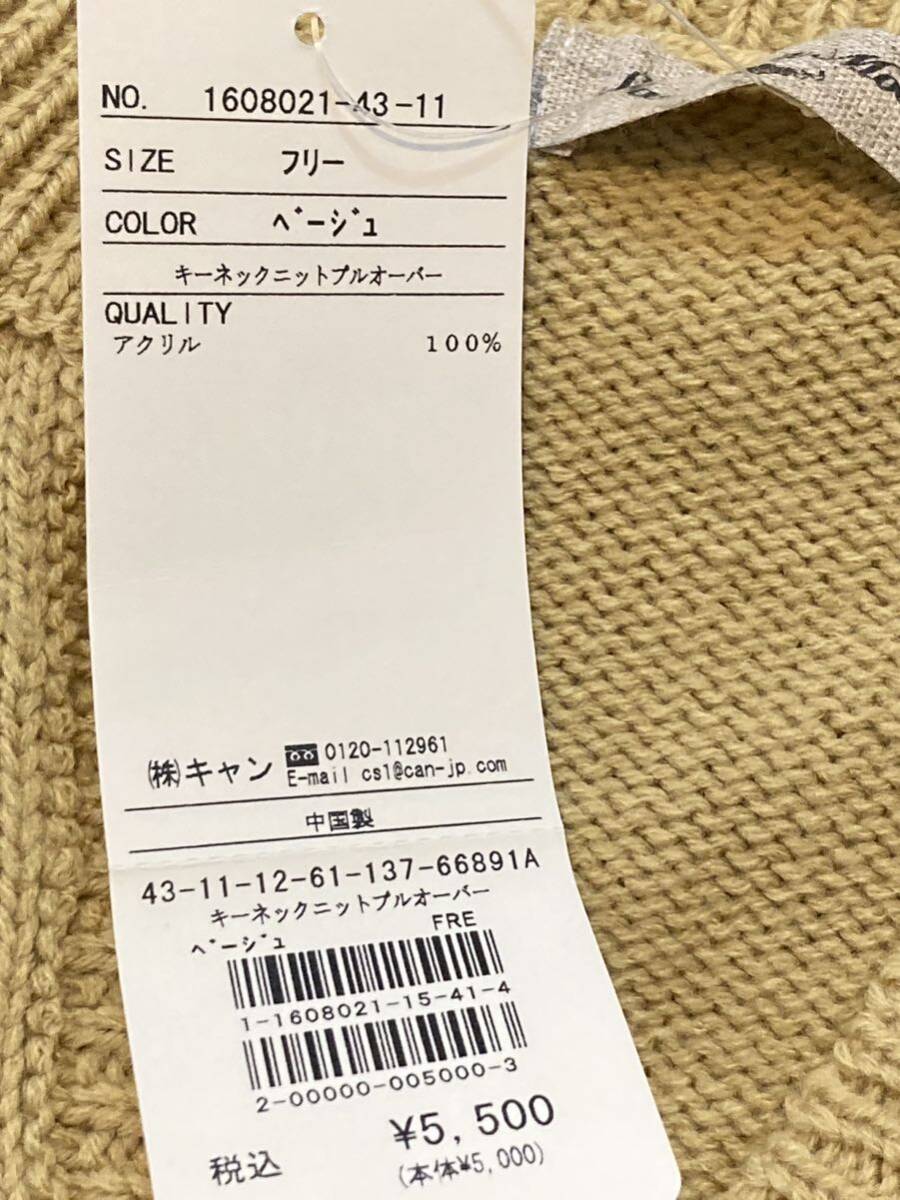 NO. 1608021-43-11
SIZE フリー
COLOR ベージュ
キーネックニットプルオーバー
QUALITY
アクリル 100%
㈱キャン 0120-112961
E-mail cs1@can-jp.com
中国製
43-11-12-61-137-66891A
キーネックニットプルオーバー
ベージュ FRE
1-1608021-15-41-4
2-00000-005000-3
¥5,500
税込 (本体¥5,000)